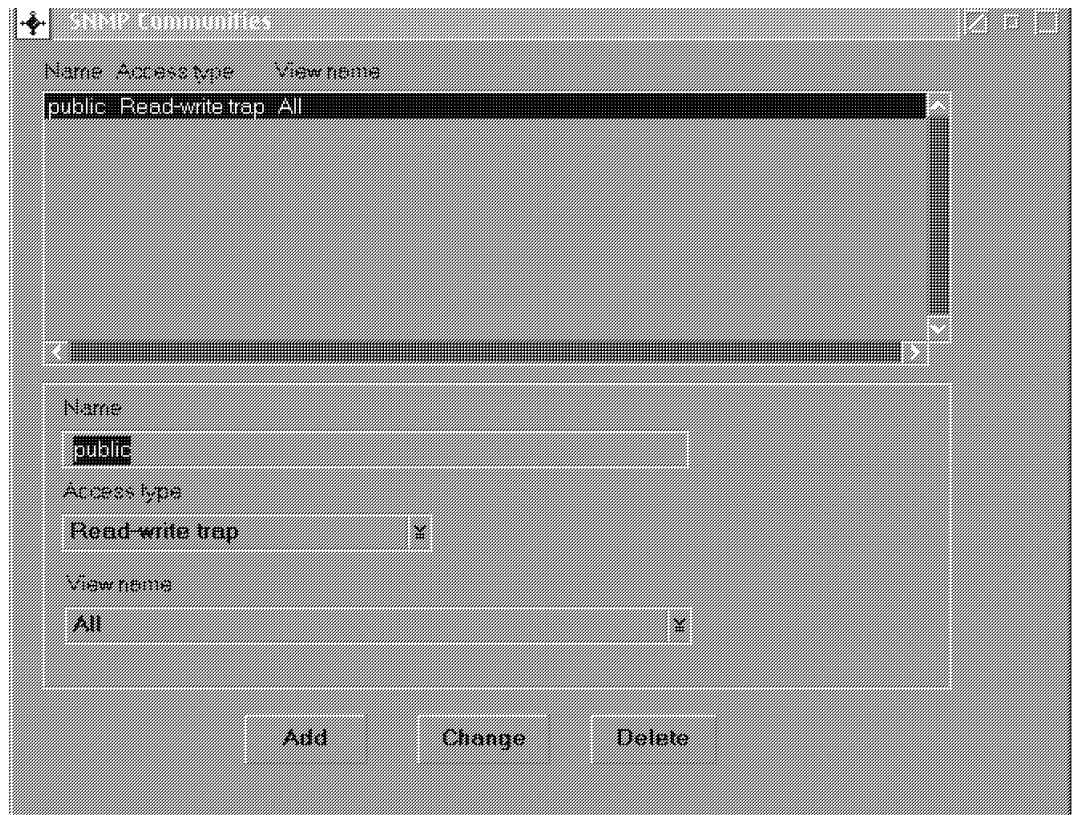 SNMP Communities
Name Access type View name
public Read-write trap All
Name
public
Access type
Read-write trap
View name
All
Add Change Delete